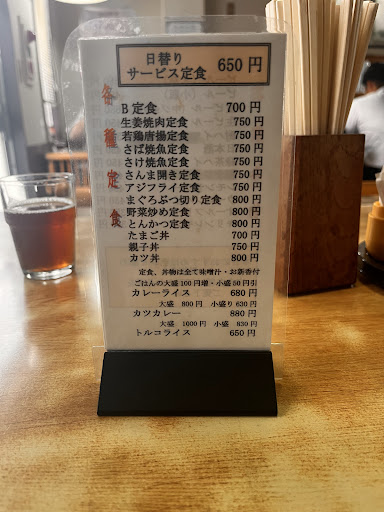 日替り
サービス定食 650円
各種定食
B定食 700円
生姜焼肉定食 750円
若鶏唐揚定食 750円
さば焼魚定食 750円
さけ焼魚定食 750円
さんま開き定食 750円
アジフライ定食 750円
まぐろぶつ切り定食 800円
野菜炒め定食 800円
とんかつ定食 800円
たまご丼 700円
親子丼 750円
カツ丼 800円
定食、丼物は全て味噌汁・お新香付
ごはんの大盛100円増・小盛50円引
カレーライス 680円
大盛 800円 小盛り630円
カツカレー 880円
大盛 1000円 小盛 830円
トルコライス 650円